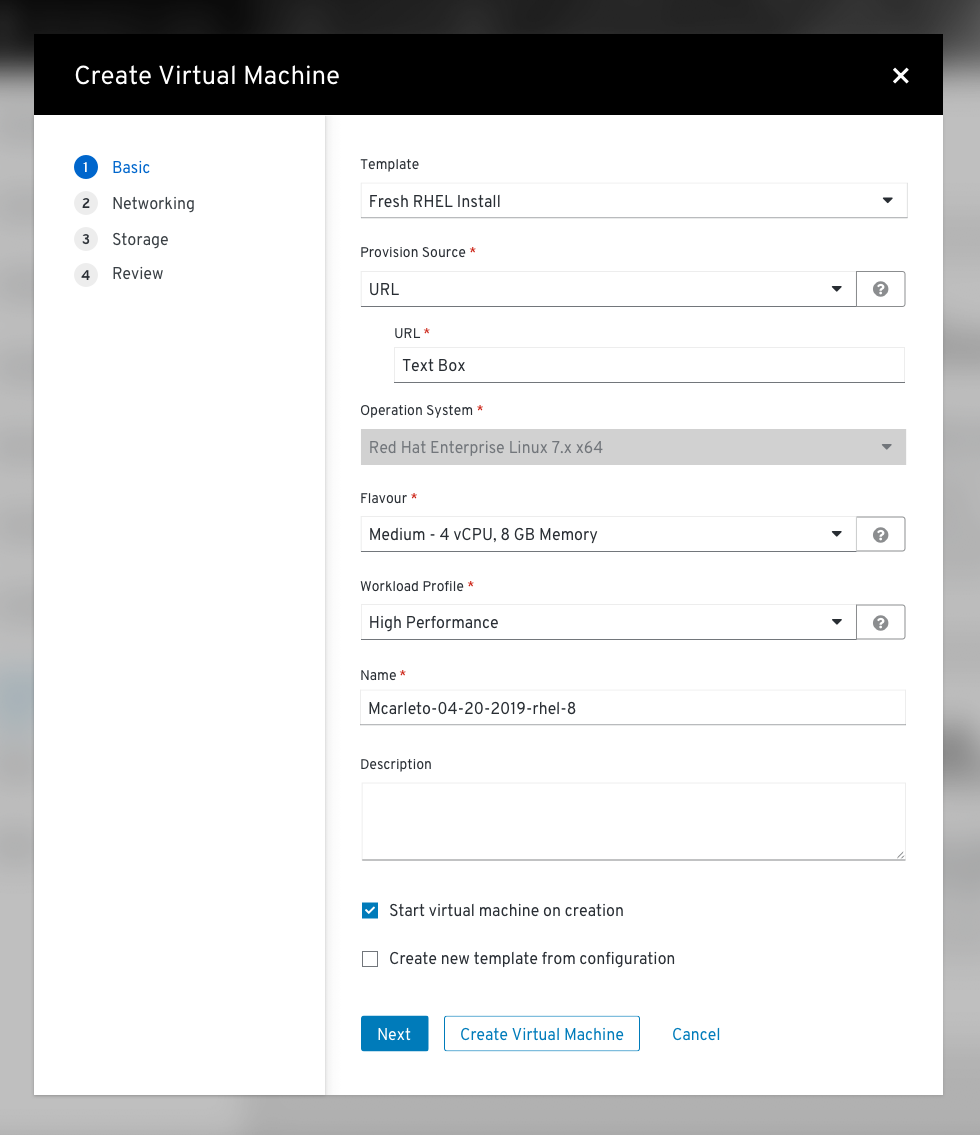 Create Virtual Machine
1 Basic
2 Networking
3 Storage
4 Review
Template
Fresh RHEL Install
Provision Source *
URL
?
URL *
Text Box
Operation System *
Red Hat Enterprise Linux 7.x x64
Flavour *
Medium - 4 vCPU, 8 GB Memory
?
Workload Profile *
High Performance
?
Name *
Mcarleto-04-20-2019-rhel-8
Description
Start virtual machine on creation
Create new template from configuration
Next Create Virtual Machine Cancel